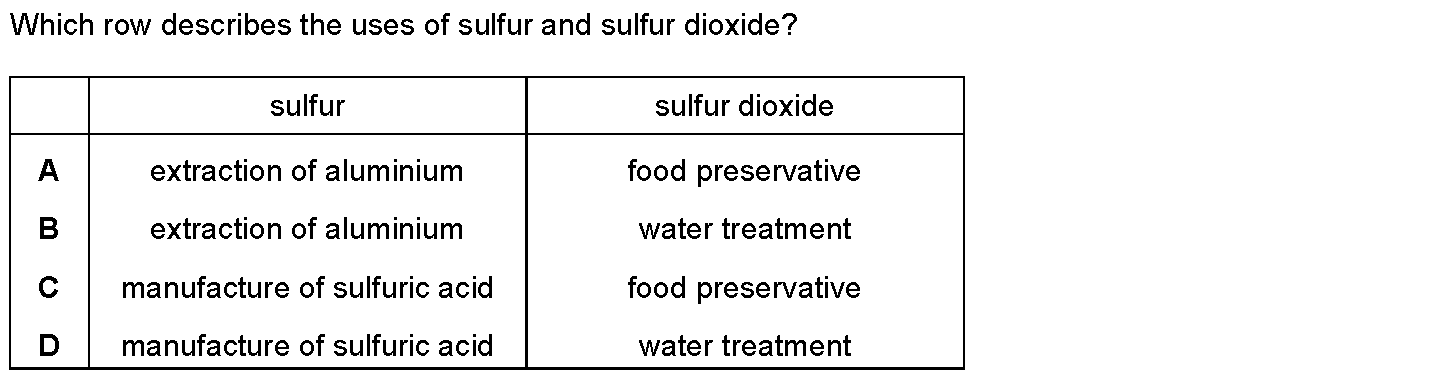 Which row describes the uses of sulfur and sulfur dioxide?
sulfur sulfur dioxide
A extraction of aluminium food preservative
B extraction of aluminium water treatment
C manufacture of sulfuric acid food preservative
D manufacture of sulfuric acid water treatment